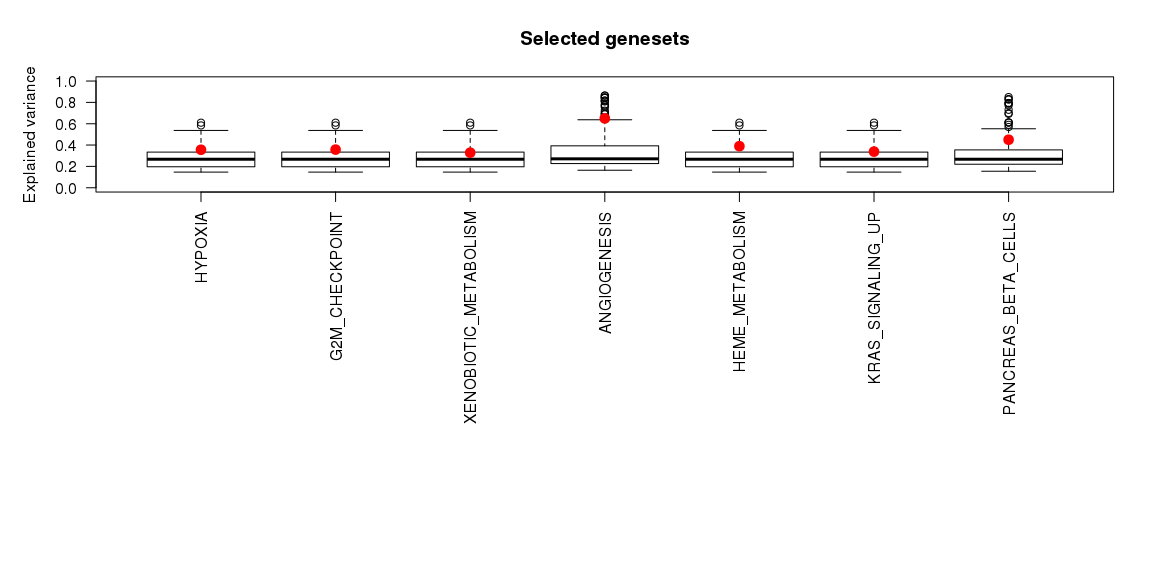 Selected genesets
Explained variance
1.0
0.8
0.6
0.4
0.2
0.0
HYPOXIA
G2M_CHECKPOINT
XENOBIOTIC_METABOLISM
ANGIOGENESIS
HEME_METABOLISM
KRAS_SIGNALING_UP
PANCREAS_BETA_CELLS